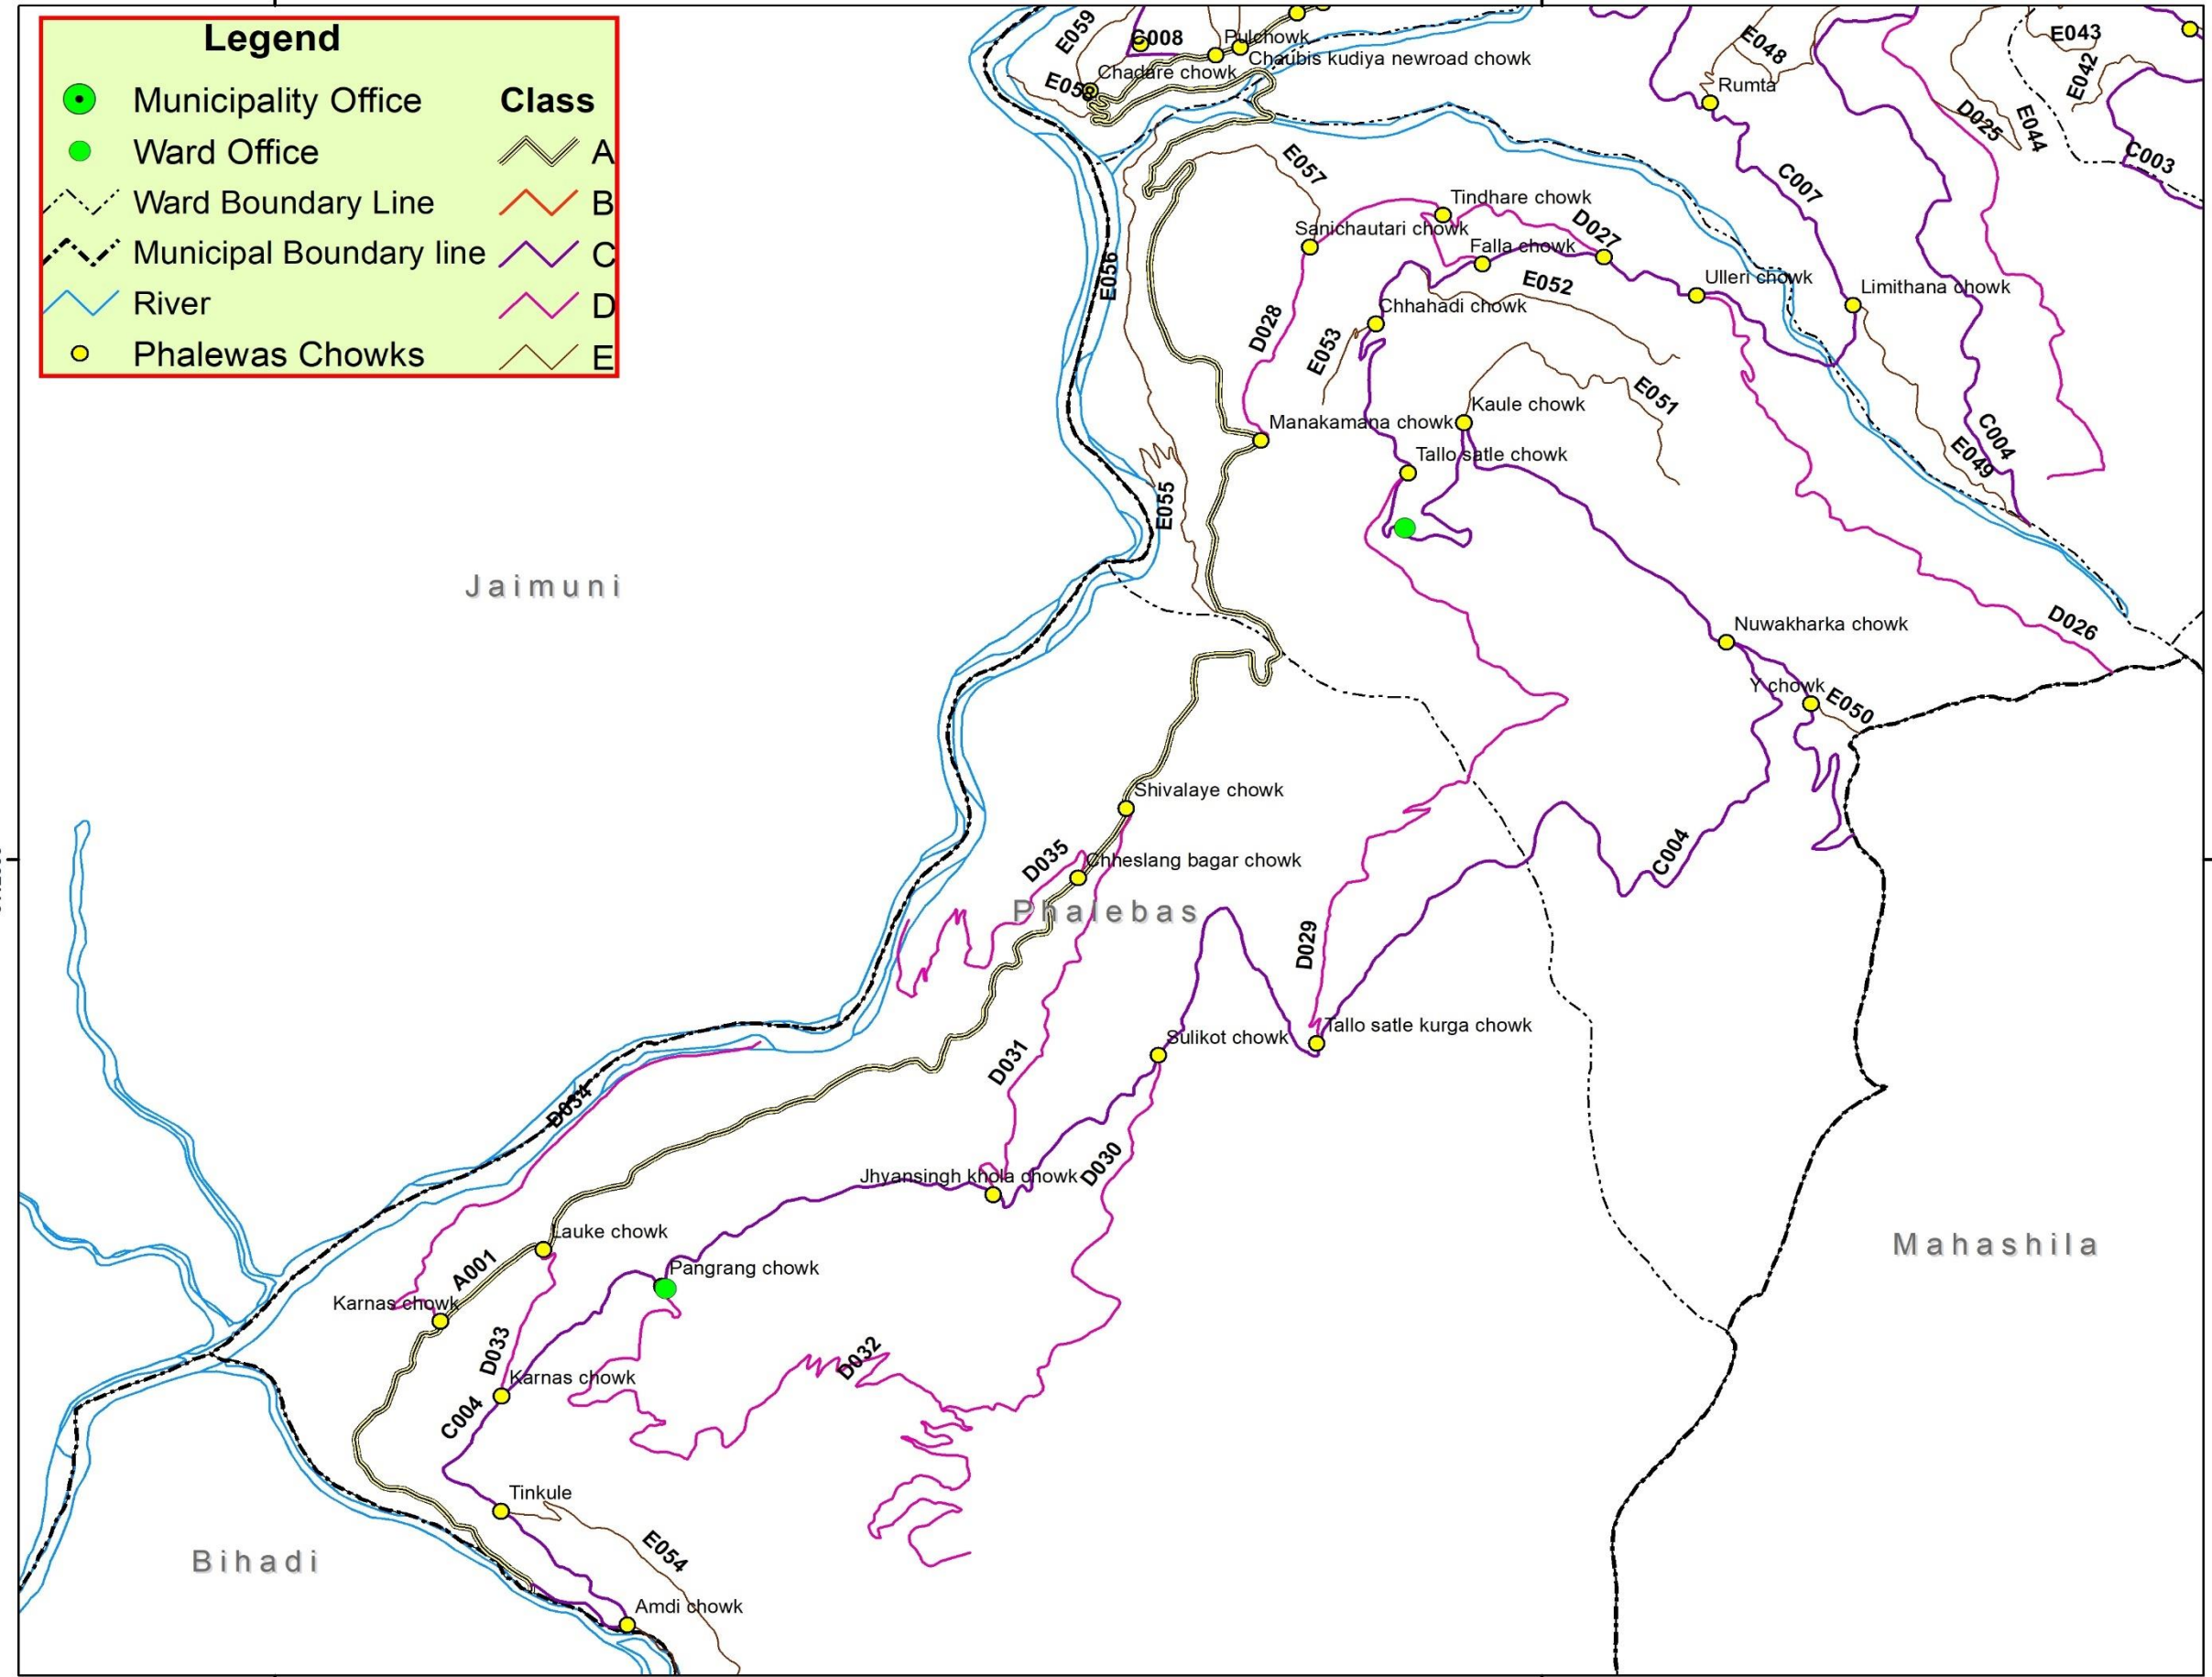 Legend
Municipality Office
Class
Ward Office
A
Ward Boundary Line
B
Municipal Boundary line
C
River
D
Phalewas Chowks
E
E059
C008
Pulchowk
Chaubis kudiya newroad chowk
Chadare chowk
E058
E048
Rumta
E043
E042
D025
E044
C003
E057
C007
Tindhare chowk
Sanichautari chowk
D027
Falla chowk
E056
E052
Ulleri chowk
Limithana chowk
Chhahadi chowk
D028
E053
E051
Kaule chowk
Manakamana chowk
C004
Tallo satle chowk
E049
E055
Jaimuni
D026
Nuwakharka chowk
Y chowk
E050
Shivalaye chowk
D035
Chheslang bagar chowk
C004
Phalebas
D029
Tallo satle kurga chowk
Sulikot chowk
D031
D034
D030
Jhyansingh khola chowk
Lauke chowk
Mahashila
A001
Pangrang chowk
Karnas chowk
D033
D032
Karnas chowk
C004
Tinkule
E054
Bihadi
Amdi chowk